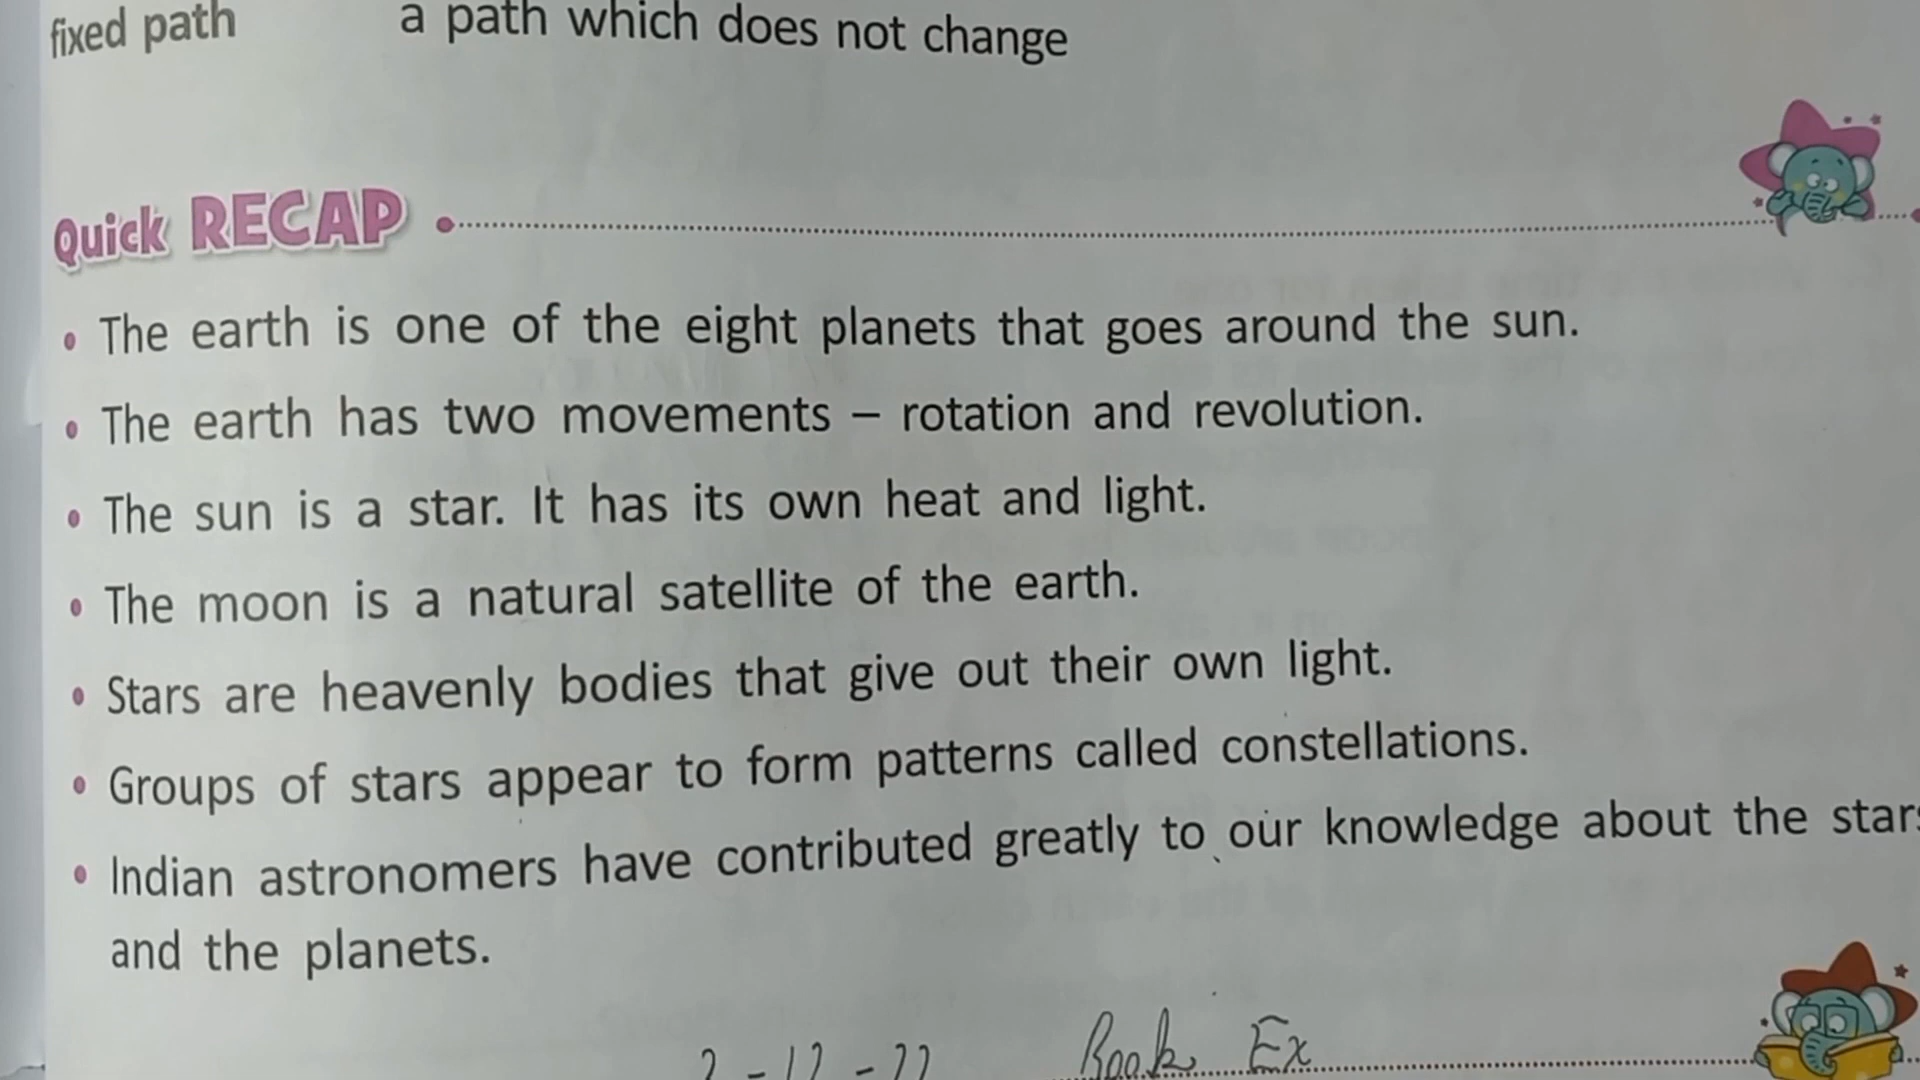 fixed path a path which does not change
Quick RECAP
• The earth is one of the eight planets that goes around the sun.
• The earth has two movements – rotation and revolution.
• The sun is a star. It has its own heat and light.
• The moon is a natural satellite of the earth.
• Stars are heavenly bodies that give out their own light.
• Groups of stars appear to form patterns called constellations.
• Indian astronomers have contributed greatly to our knowledge about the stars
and the planets.
Book Ex